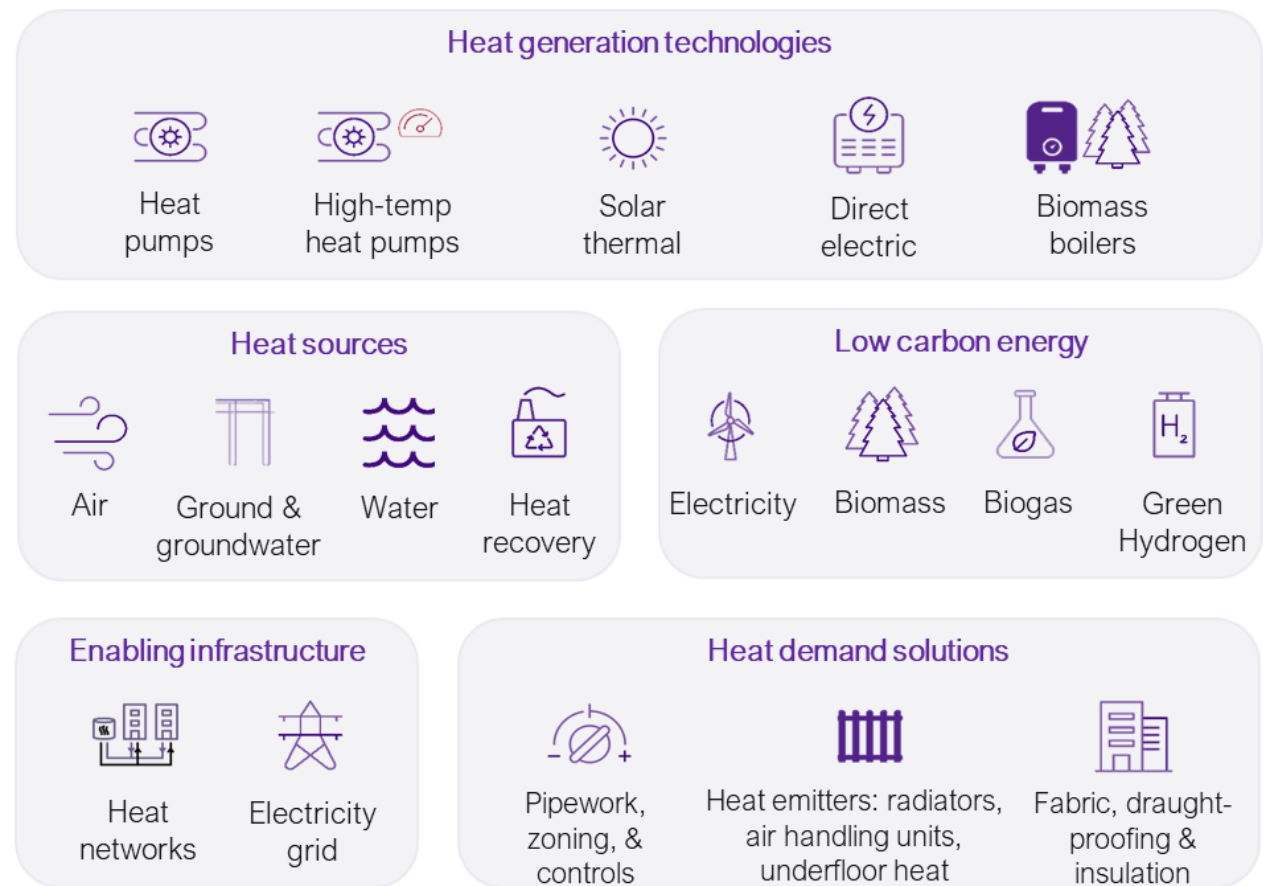 Heat generation technologies
Heat
pumps
High-temp
heat pumps
Solar
thermal
Direct
electric
Biomass
boilers
Heat sources
Air
Ground &
groundwater
Water
Heat
recovery
Low carbon energy
Electricity
Biomass
Biogas
H₂
Green
Hydrogen
Enabling infrastructure
Heat
networks
Electricity
grid
Heat demand solutions
Pipework,
zoning, &
controls
Heat emitters: radiators,
air handling units,
underfloor heat
Fabric, draught-
proofing &
insulation